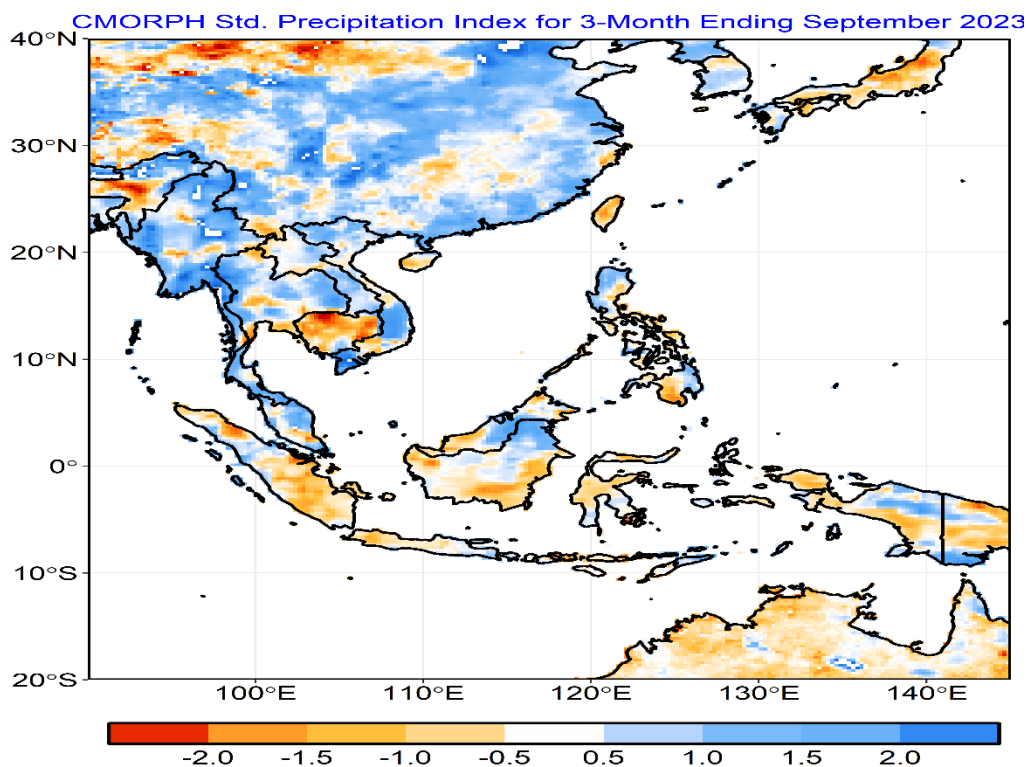 CMORPH Std. Precipitation Index for 3-Month Ending September 2023
40°N
30°N
20°N
10°N
0°
10°S
20°S
100°E 110°E 120°E 130°E 140°E
-2.0 -1.5 -1.0 -0.5 0.5 1.0 1.5 2.0